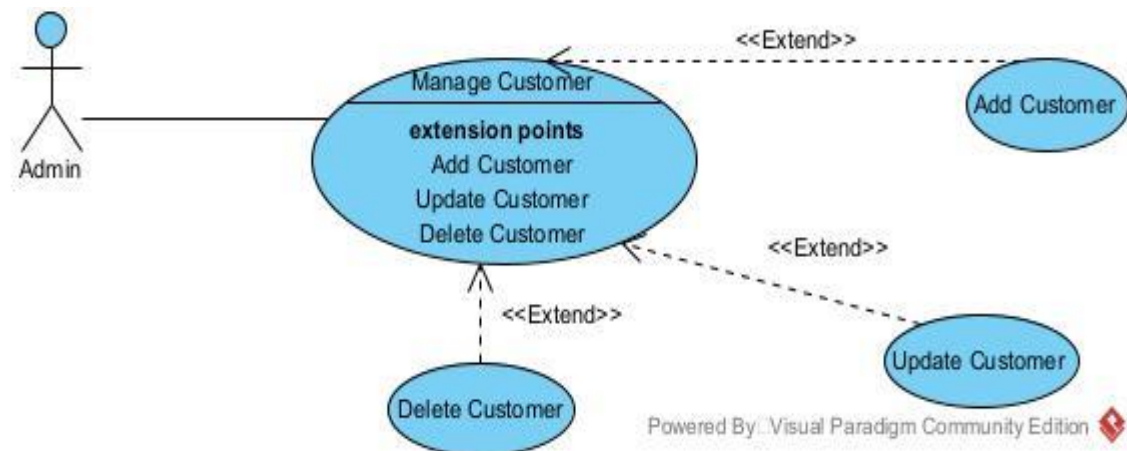 <<Extend>>
Manage Customer
Add Customer
extension points
Add Customer
Update Customer
Delete Customer
Admin
<<Extend>>
<<Extend>>
Update Customer
Delete Customer
Powered By: Visual Paradigm Community Edition